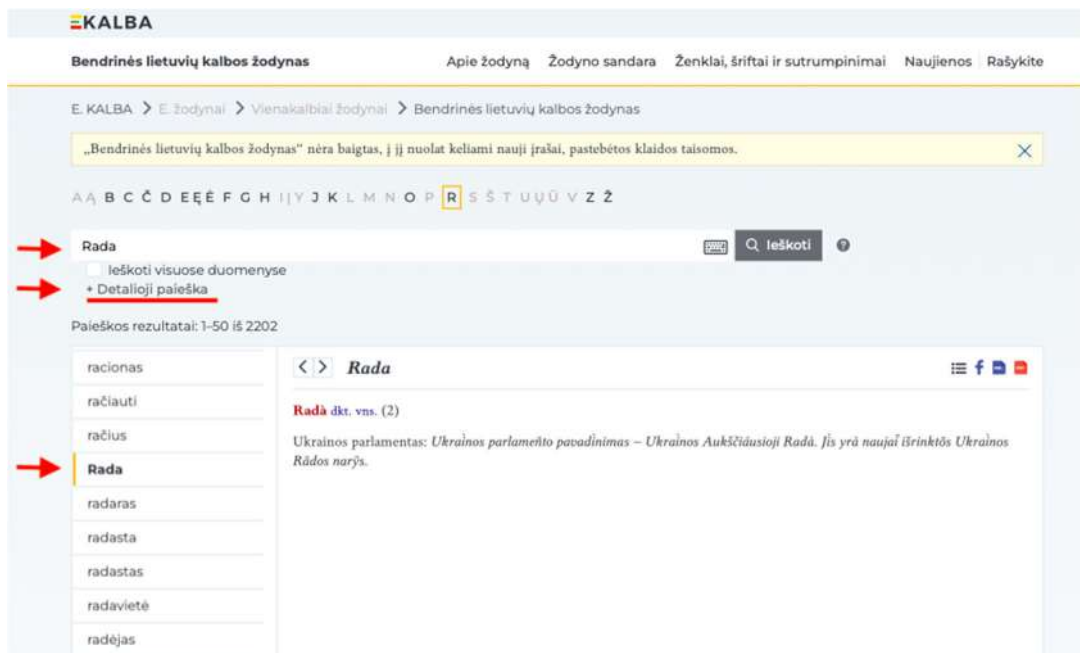 EKALBA
Bendrinės lietuvių kalbos žodynas Apie žodyną Žodyno sandara Ženklai, šriftai ir sutrumpinimai Naujienos Rašykite
E. KALBA > E. žodynai > Vienakalbiai žodynai > Bendrinės lietuvių kalbos žodynas
„Bendrinės lietuvių kalbos žodynas“ nėra baigtas, į jį nuolat keliami nauji įrašai, pastebėtos klaidos taisomos.
A Ą B C Č D E Ę Ė F G H I Į Y J K L M N O P R S Š T U Ų Ū V Z Ž
Rada Ieškoti ?
Ieškoti visuose duomenyse
+ Detalioji paieška
Paieškos rezultatai: 1–50 iš 2202
racionas
račiauti
račius
Rada
radaras
radasta
radastas
radavietė
radėjas
Rada
Radà dkt. vns. (2)
Ukrainos parlamentas: Ukraìnos parlameñto pavadìnimas – Ukraìnos Aukščiáusioji Radà. Jìs yrà naujaĩ išrinktõs Ukraìnos
Rãdos narỹs.